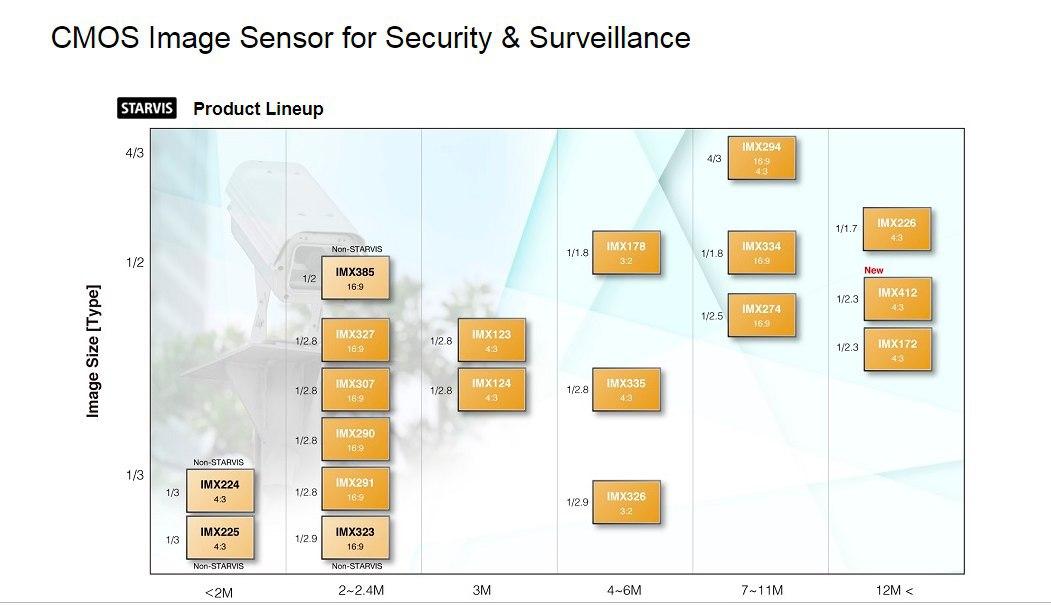 CMOS Image Sensor for Security & Surveillance
STARVIS Product Lineup
Image Size [Type]
4/3
1/2
1/3
<2M
2~2.4M
3M
4~6M
7~11M
12M <
Non-STARVIS
1/3
IMX224
4:3
1/3
IMX225
4:3
Non-STARVIS
Non-STARVIS
1/2
IMX385
16:9
1/2.8
IMX327
16:9
1/2.8
IMX307
16:9
1/2.8
IMX290
16:9
1/2.8
IMX291
16:9
1/2.9
IMX323
16:9
Non-STARVIS
1/2.8
IMX123
4:3
1/2.8
IMX124
4:3
1/1.8
IMX178
3:2
1/2.8
IMX335
4:3
1/2.9
IMX326
3:2
4/3
IMX294
16:9
4:3
1/1.8
IMX334
16:9
1/2.5
IMX274
16:9
1/1.7
IMX226
4:3
New
1/2.3
IMX412
4:3
1/2.3
IMX172
4:3